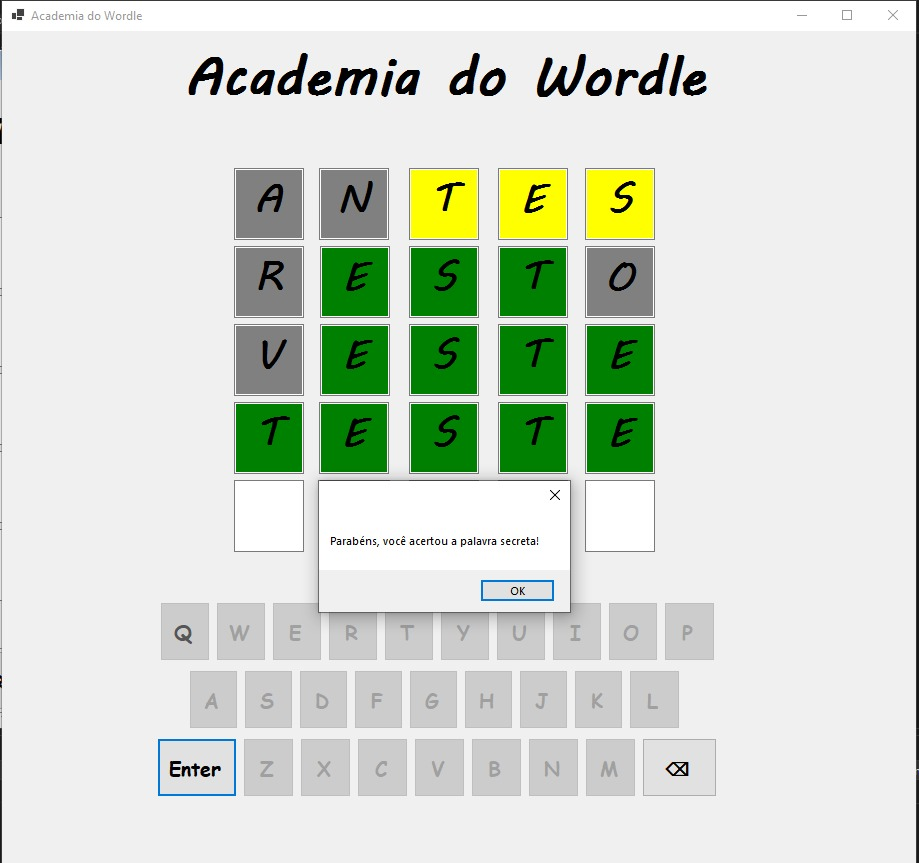 Academia do Wordle
Academia do Wordle
A N T E S
R E S T O
V E S T E
T E S T E
Parabéns, você acertou a palavra secreta!
OK
Q W E R T Y U I O P
A S D F G H J K L
Enter Z X C V B N M ⌫